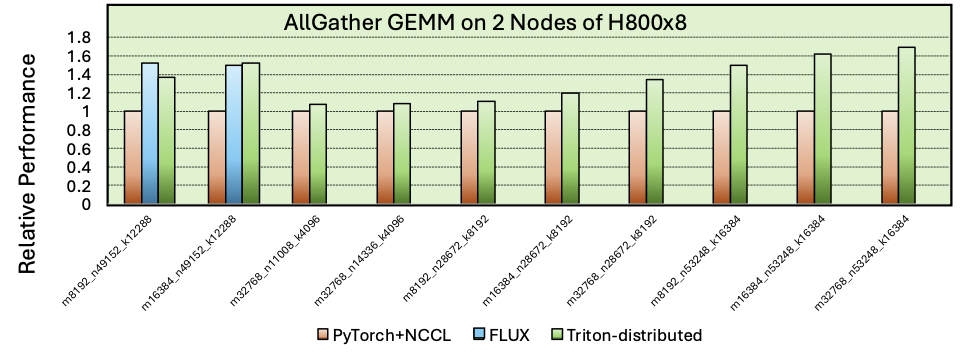 AllGather GEMM on 2 Nodes of H800x8
Relative Performance
1.8
1.6
1.4
1.2
1
0.8
0.6
0.4
0.2
0
m8192_n49152_k12288
m16384_n49152_k12288
m32768_n11008_k4096
m32768_n14336_k4096
m8192_n28672_k8192
m16384_n28672_k8192
m32768_n28672_k8192
m8192_n53248_k16384
m16384_n53248_k16384
m32768_n53248_k16384
PyTorch+NCCL FLUX Triton-distributed